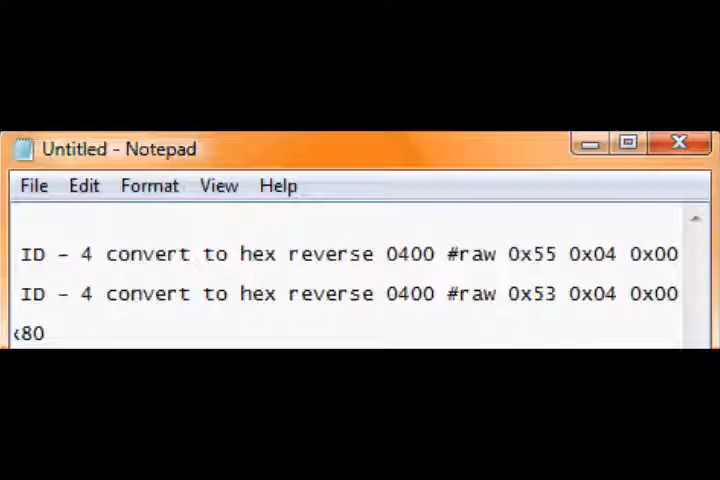 Untitled - Notepad
File Edit Format View Help
ID - 4 convert to hex reverse 0400 #raw 0x55 0x04 0x00
ID - 4 convert to hex reverse 0400 #raw 0x53 0x04 0x00
x80